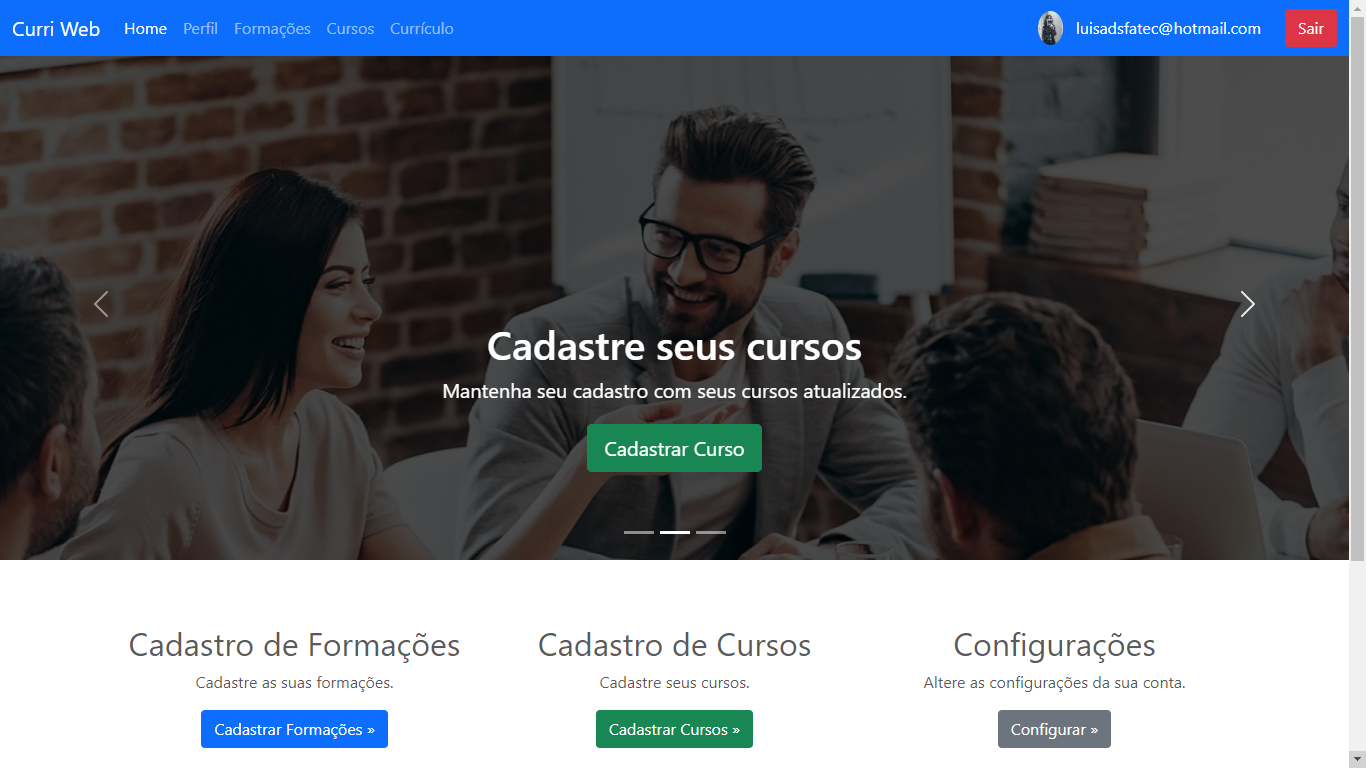 Curri Web Home Perfil Formações Cursos Currículo luisadsfatec@hotmail.com Sair
Cadastre seus cursos
Mantenha seu cadastro com seus cursos atualizados.
Cadastrar Curso
Cadastro de Formações
Cadastre as suas formações.
Cadastrar Formações »
Cadastro de Cursos
Cadastre seus cursos.
Cadastrar Cursos »
Configurações
Altere as configurações da sua conta.
Configurar »